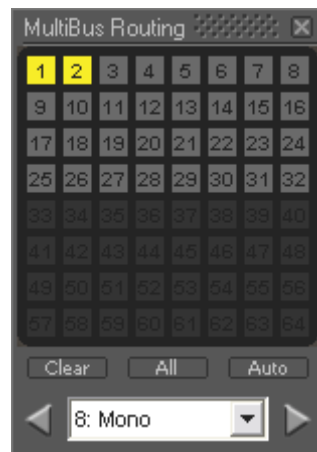 MultiBus Routing
1 2 3 4 5 6 7 8
9 10 11 12 13 14 15 16
17 18 19 20 21 22 23 24
25 26 27 28 29 30 31 32
33 34 35 36 37 38 39 40
41 42 43 44 45 46 47 48
49 50 51 52 53 54 55 56
57 58 59 60 61 62 63 64
Clear All Auto
8: Mono